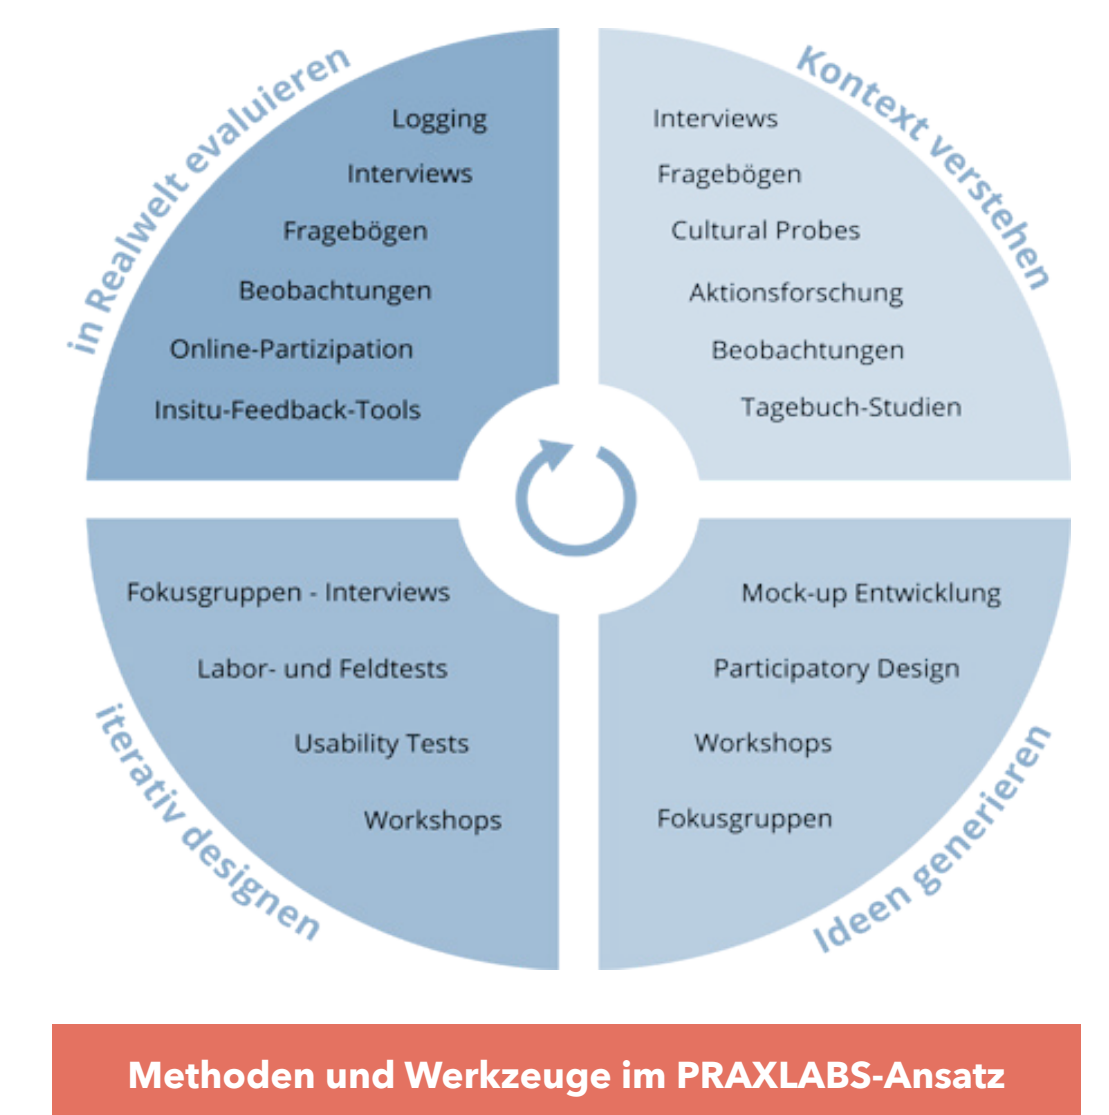 in Realwelt evaluieren
Logging
Interviews
Fragebögen
Beobachtungen
Online-Partizipation
Insitu-Feedback-Tools
Kontext verstehen
Interviews
Fragebögen
Cultural Probes
Aktionsforschung
Beobachtungen
Tagebuch-Studien
iterativ designen
Fokusgruppen - Interviews
Labor- und Feldtests
Usability Tests
Workshops
Ideen generieren
Mock-up Entwicklung
Participatory Design
Workshops
Fokusgruppen
Methoden und Werkzeuge im PRAXLABS-Ansatz